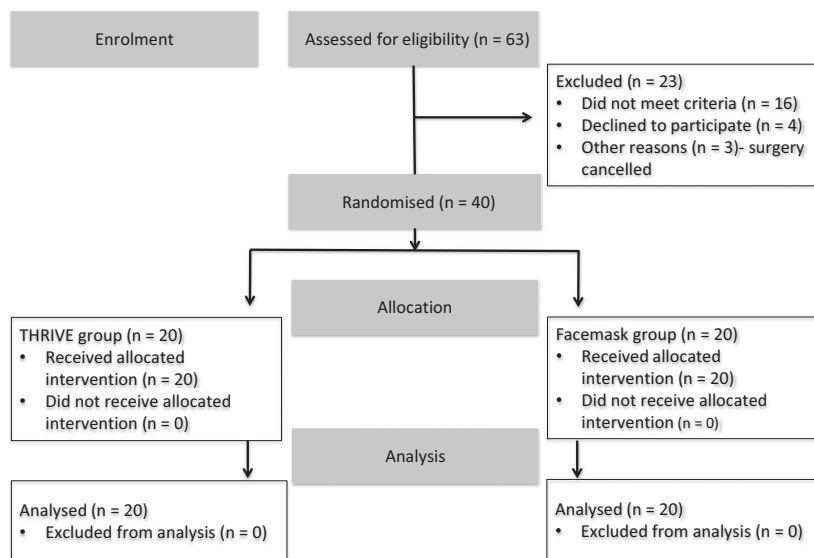 Enrolment
Assessed for eligibility (n = 63)
Excluded (n = 23)
• Did not meet criteria (n = 16)
• Declined to participate (n = 4)
• Other reasons (n = 3)- surgery
cancelled
Randomised (n = 40)
Allocation
THRIVE group (n = 20)
• Received allocated
intervention (n = 20)
• Did not receive allocated
intervention (n = 0)
Facemask group (n = 20)
• Received allocated
intervention (n = 20)
• Did not receive allocated
intervention (n = 0)
Analysis
Analysed (n = 20)
• Excluded from analysis (n = 0)
Analysed (n = 20)
• Excluded from analysis (n = 0)